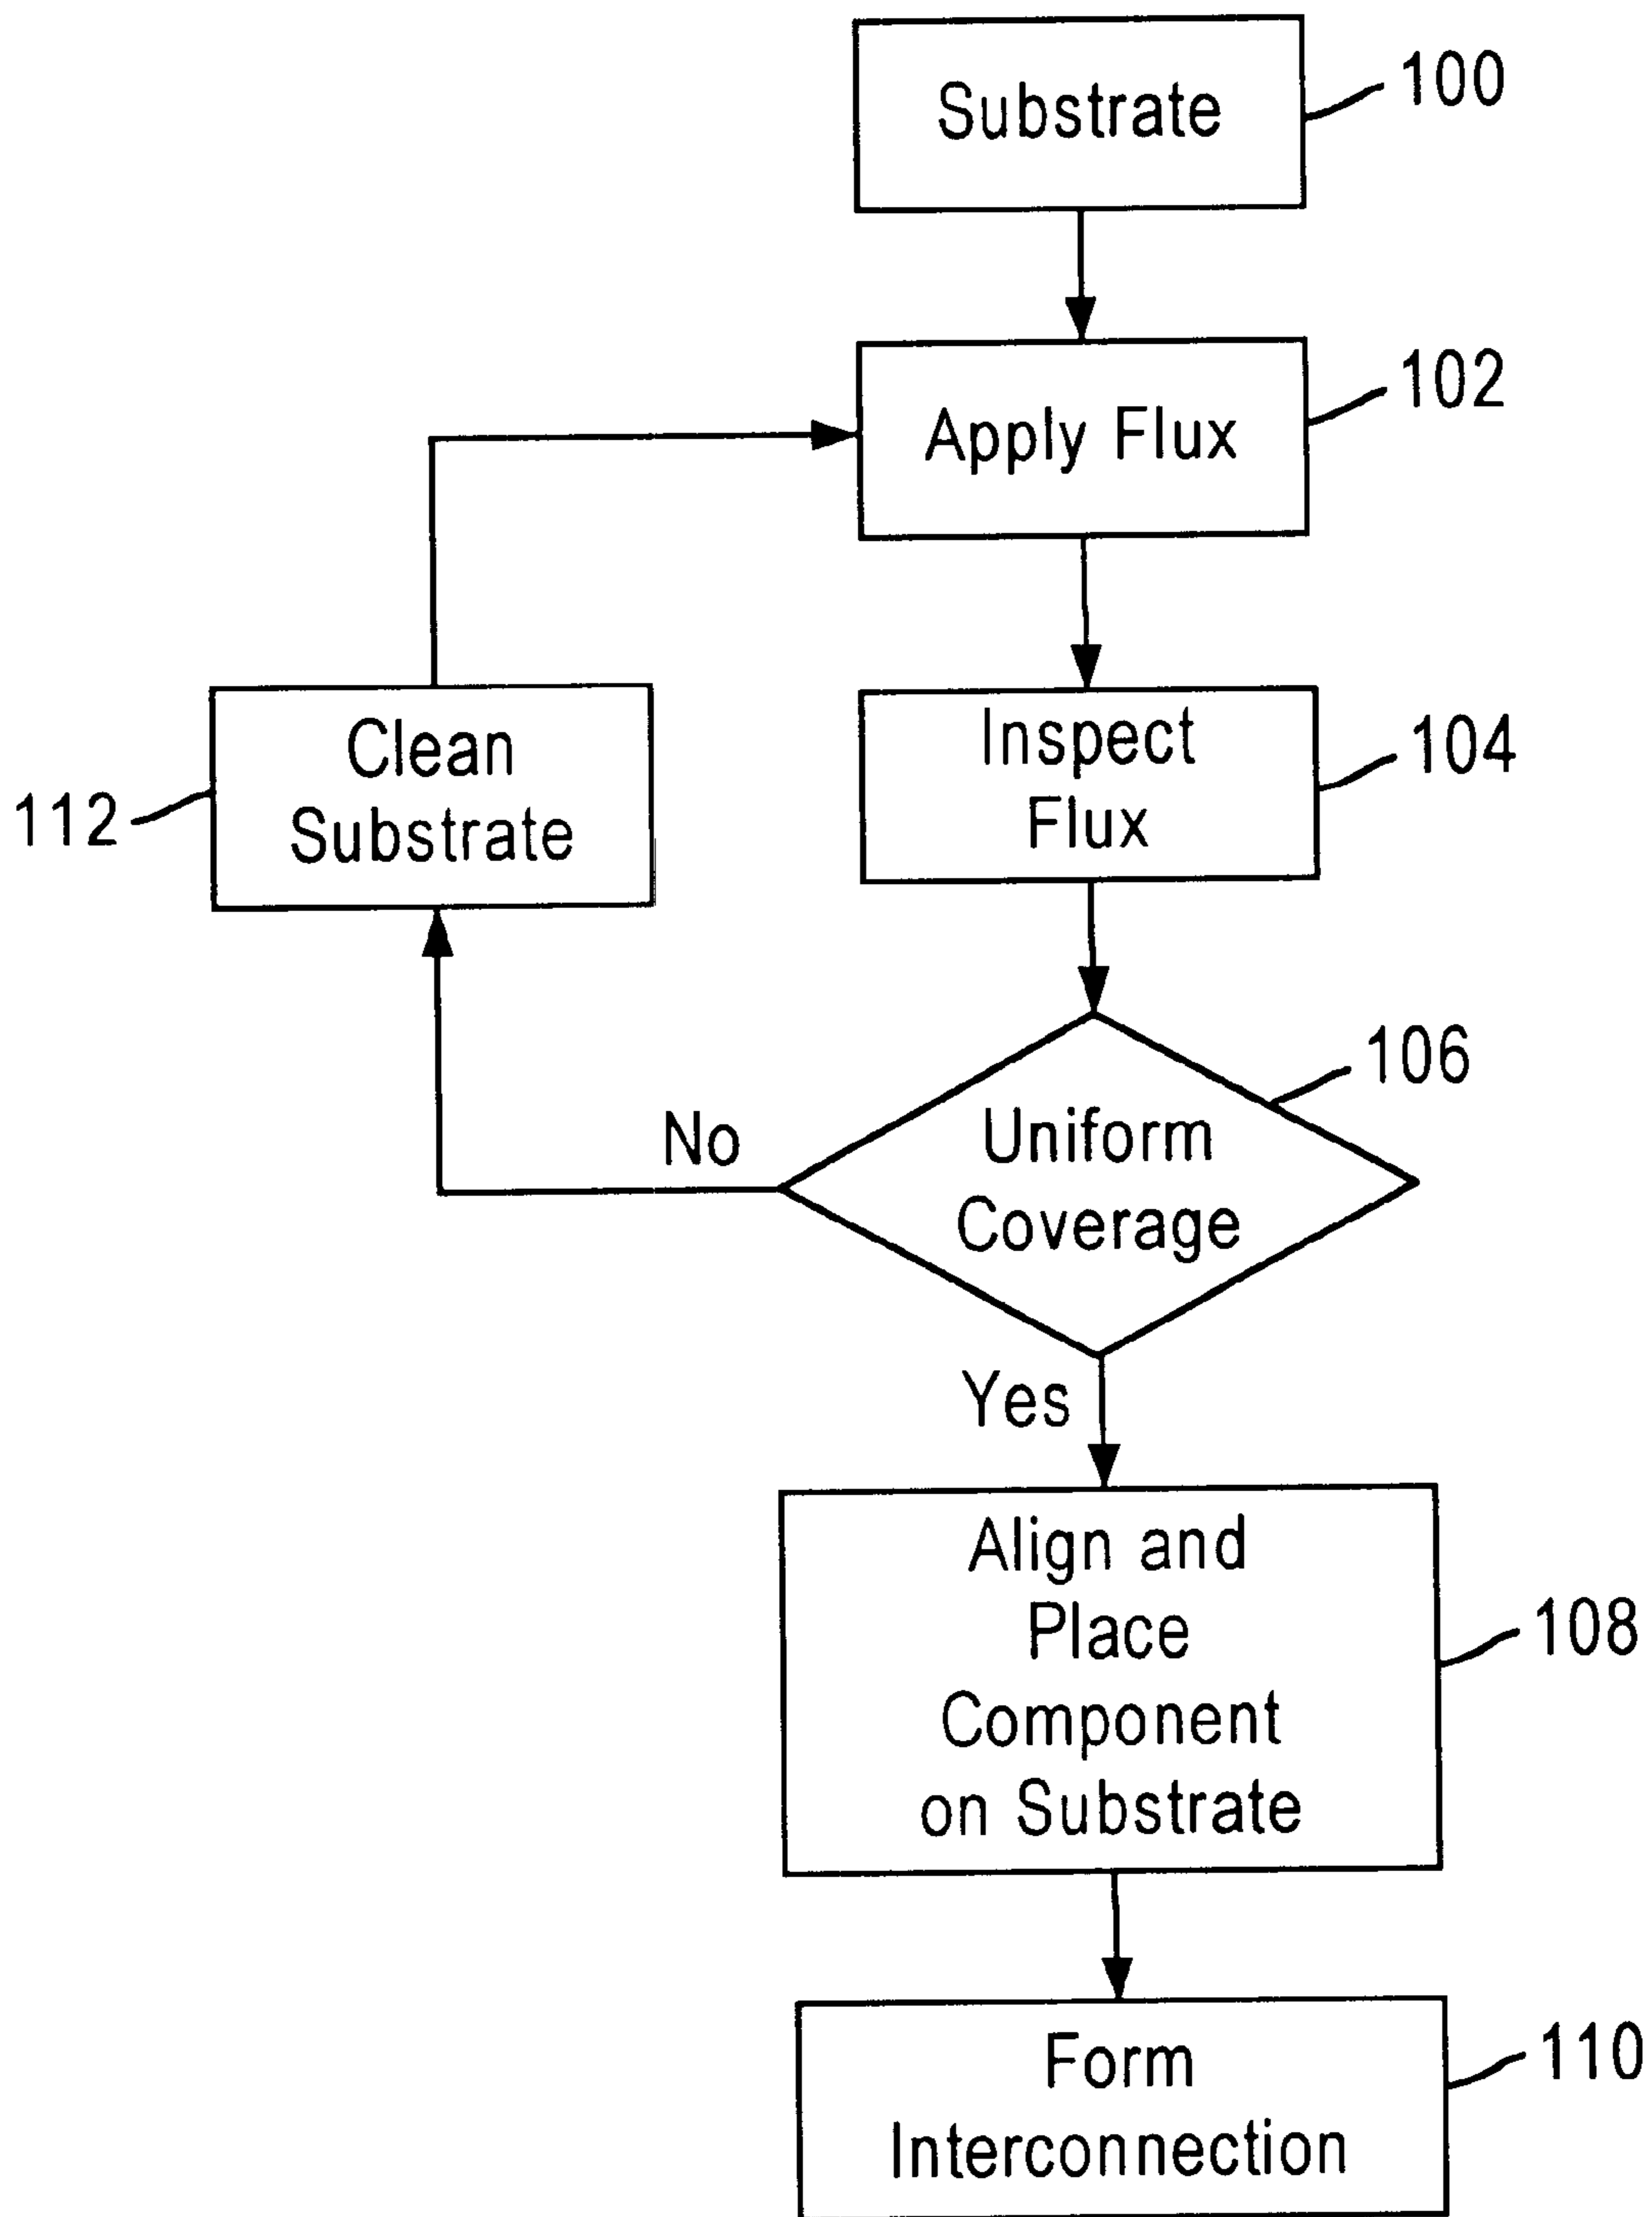 Substrate
100
Apply Flux
102
Inspect
Flux
104
Clean
Substrate
112
Uniform
Coverage
106
No
Yes
Align and
Place
Component
on Substrate
108
Form
Interconnection
110